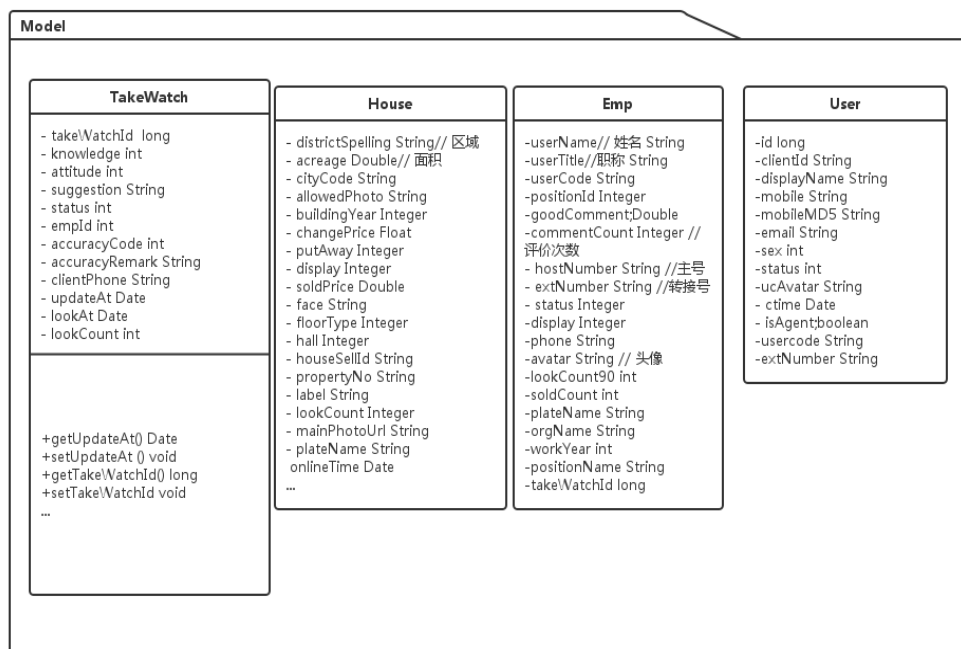 Model
TakeWatch
- takeWatchId  long
- knowledge int
- attitude int
- suggestion String
- status int
- empId int
- accuracyCode int
- accuracyRemark String
- clientPhone String
- updateAt Date
- lookAt Date
- lookCount int
+getUpdateAt() Date
+setUpdateAt () void
+getTakeWatchId() long
+setTakeWatchId void
...
House
- districtSpelling String// 区域
- acreage Double// 面积
- cityCode String
- allowedPhoto String
- buildingYear Integer
- changePrice Float
- putAway Integer
- display Integer
- soldPrice Double
- face String
- floorType Integer
- hall Integer
- houseSellId String
- propertyNo String
- label String
- lookCount Integer
- mainPhotoUrl String
- plateName String
onlineTime Date
...
Emp
-userName// 姓名 String
-userTitle//职称 String
-userCode String
-positionId Integer
-goodComment;Double
-commentCount Integer //
评价次数
- hostNumber String //主号
- extNumber String //转接号
- status Integer
-display Integer
-phone String
-avatar String // 头像
-lookCount90 int
-soldCount int
-plateName String
-orgName String
-workYear int
-positionName String
-takeWatchId long
User
-id long
-clientId String
-displayName String
-mobile String
-mobileMD5 String
-email String
-sex int
-status int
-ucAvatar String
- ctime Date
- isAgent;boolean
-usercode String
-extNumber String